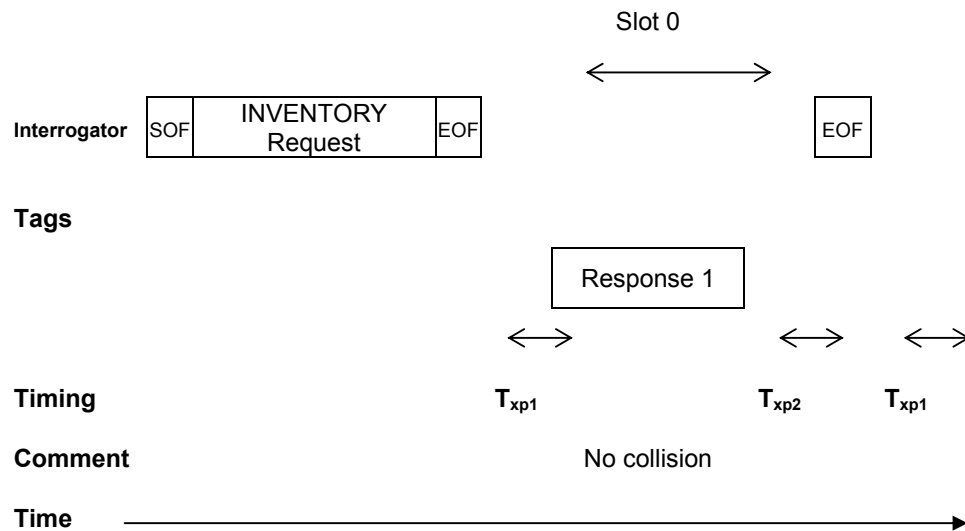 Slot 0
Interrogator SOF INVENTORY Request EOF EOF
Tags
Response 1
Timing Txp1 Txp2 Txp1
Comment No collision
Time